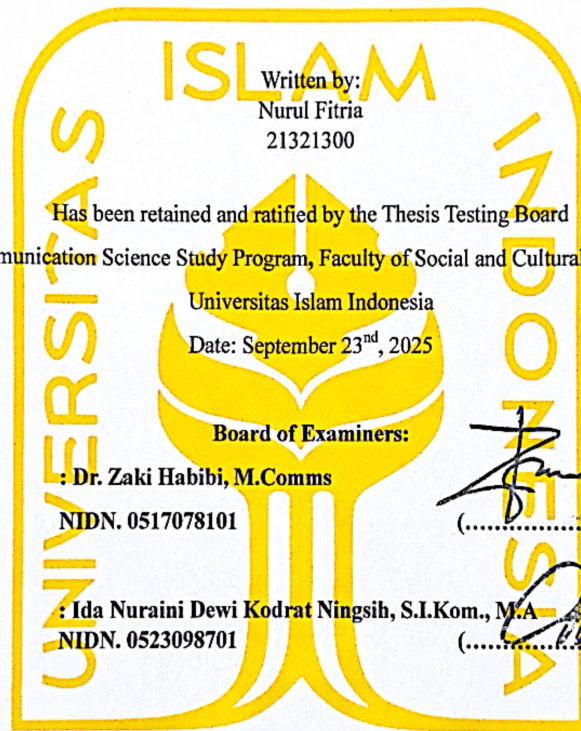 UNIVERSITAS ISLAM INDONESIA
Written by:
Nurul Fitria
21321300
Has been retained and ratified by the Thesis Testing Board
munication Science Study Program, Faculty of Social and Cultural
Universitas Islam Indonesia
Date: September 23nd, 2025
Board of Examiners:
: Dr. Zaki Habibi, M.Comms
NIDN. 0517078101 (..............
: Ida Nuraini Dewi Kodrat Ningsih, S.I.Kom., M.A
NIDN. 0523098701 (..............